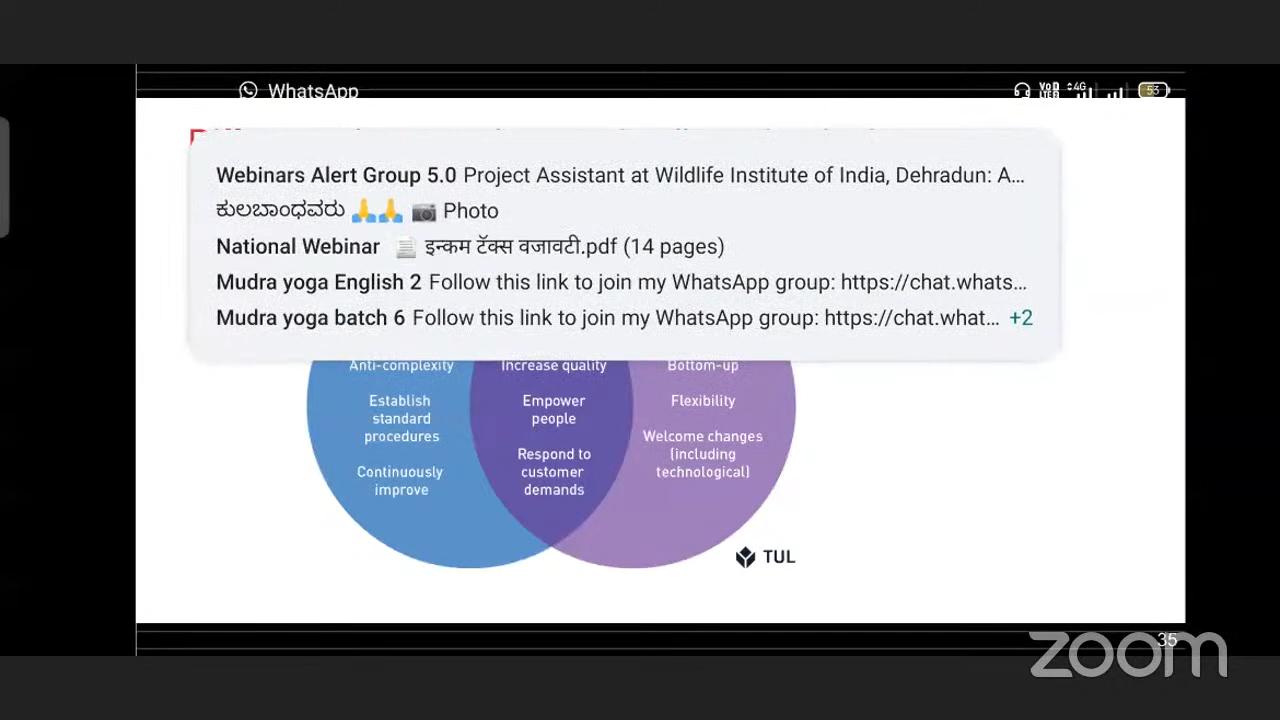 WhatsApp
53
Webinars Alert Group 5.0 Project Assistant at Wildlife Institute of India, Dehradun: A...
ಕುಲಬಾಂಧವರು 🙏🙏 📷 Photo
National Webinar 📄 इन्कम टॅक्स वजावटी.pdf (14 pages)
Mudra yoga English 2 Follow this link to join my WhatsApp group: https://chat.whats...
Mudra yoga batch 6 Follow this link to join my WhatsApp group: https://chat.what... +2
Anti-complexity
Establish
standard
procedures
Continuously
improve
Increase quality
Empower
people
Respond to
customer
demands
Bottom-up
Flexibility
Welcome changes
(including
technological)
TUL
35
zoom